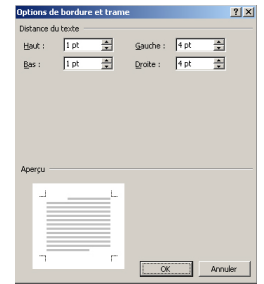 Options de bordure et trame
Distance du texte
Haut : 1 pt Gauche : 4 pt
Bas : 1 pt Droite : 4 pt
Aperçu
OK Annuler